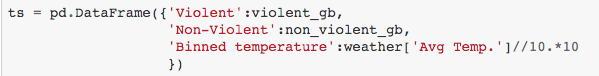 ts = pd.DataFrame({'Violent':violent_gb,
'Non-Violent':non_violent_gb,
'Binned temperature':weather['Avg Temp.']//10.*10
})